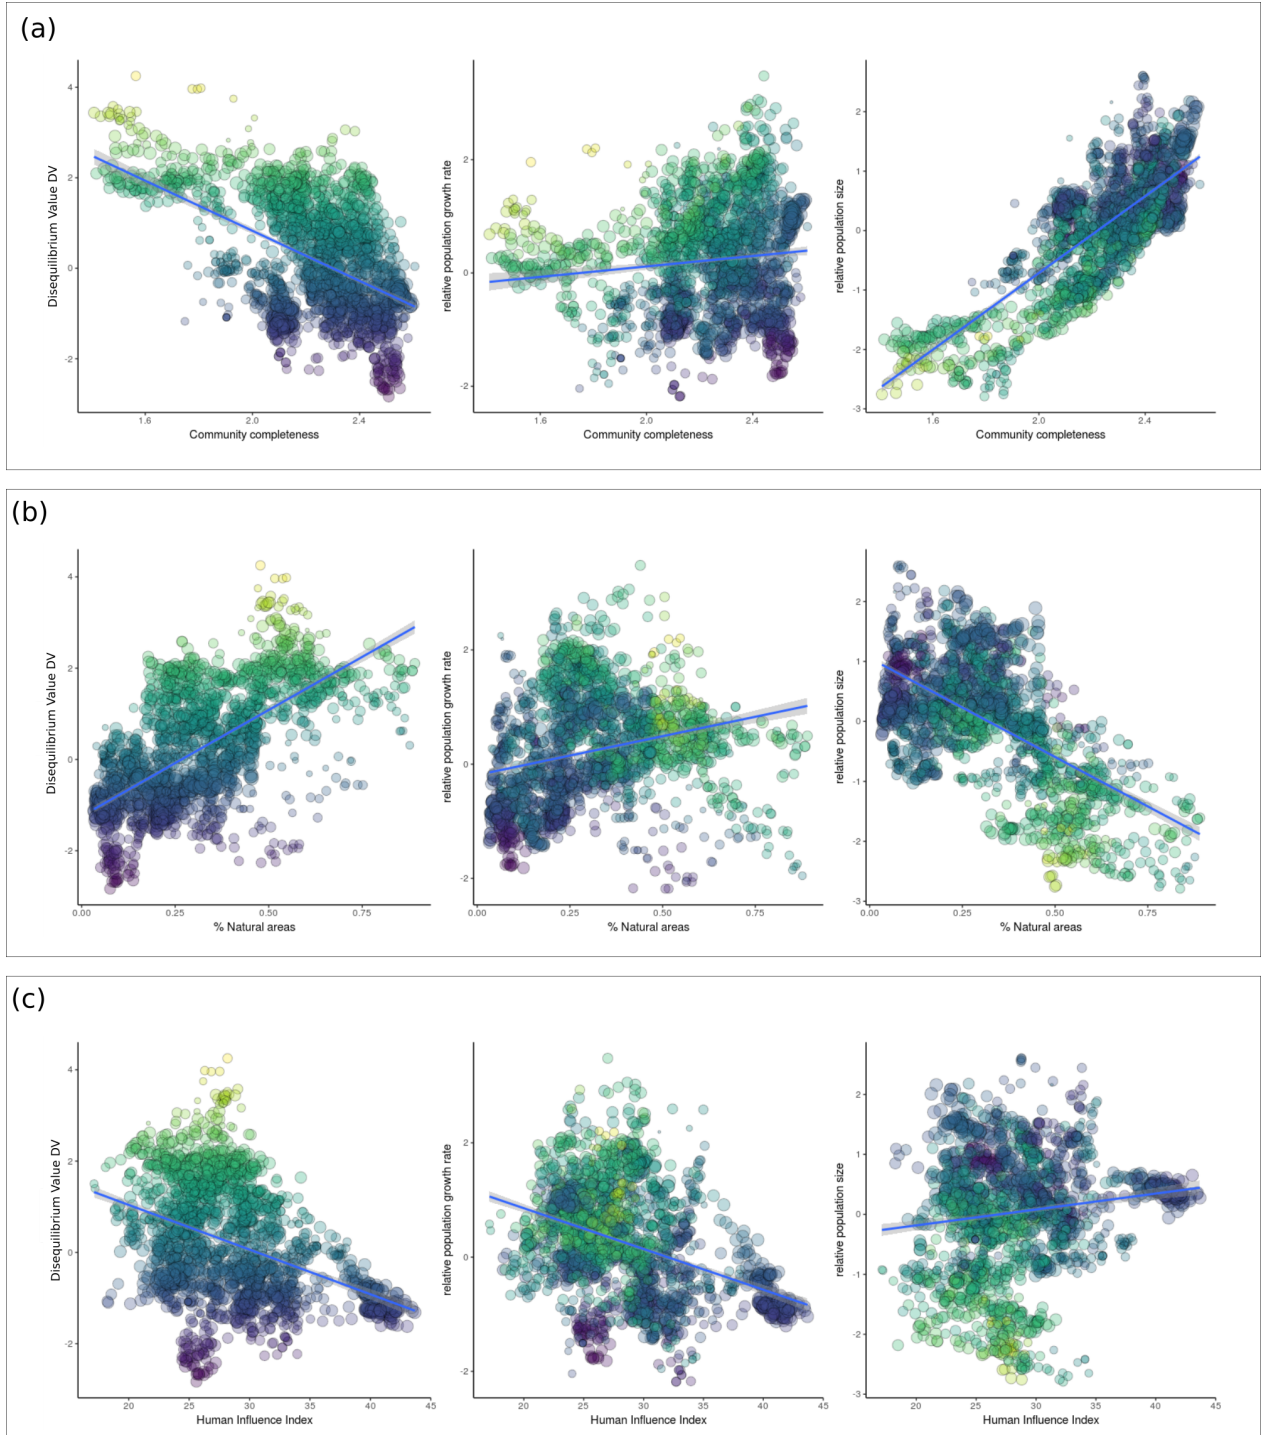 (a)
Disequilibrium Value DV
4
2
0
-2
1.6 2.0 2.4
Community completeness
relative population growth rate
2
0
-2
1.6 2.0 2.4
Community completeness
relative population size
2
1
0
-1
-2
-3
1.6 2.0 2.4
Community completeness
(b)
Disequilibrium Value DV
4
2
0
-2
0.00 0.25 0.50 0.75
% Natural areas
relative population growth rate
2
0
-2
0.00 0.25 0.50 0.75
% Natural areas
relative population size
2
1
0
-1
-2
-3
0.00 0.25 0.50 0.75
% Natural areas
(c)
Disequilibrium Value DV
4
2
0
-2
20 25 30 35 40 45
Human Influence Index
relative population growth rate
2
0
-2
20 25 30 35 40 45
Human Influence Index
relative population size
2
1
0
-1
-2
-3
20 25 30 35 40 45
Human Influence Index